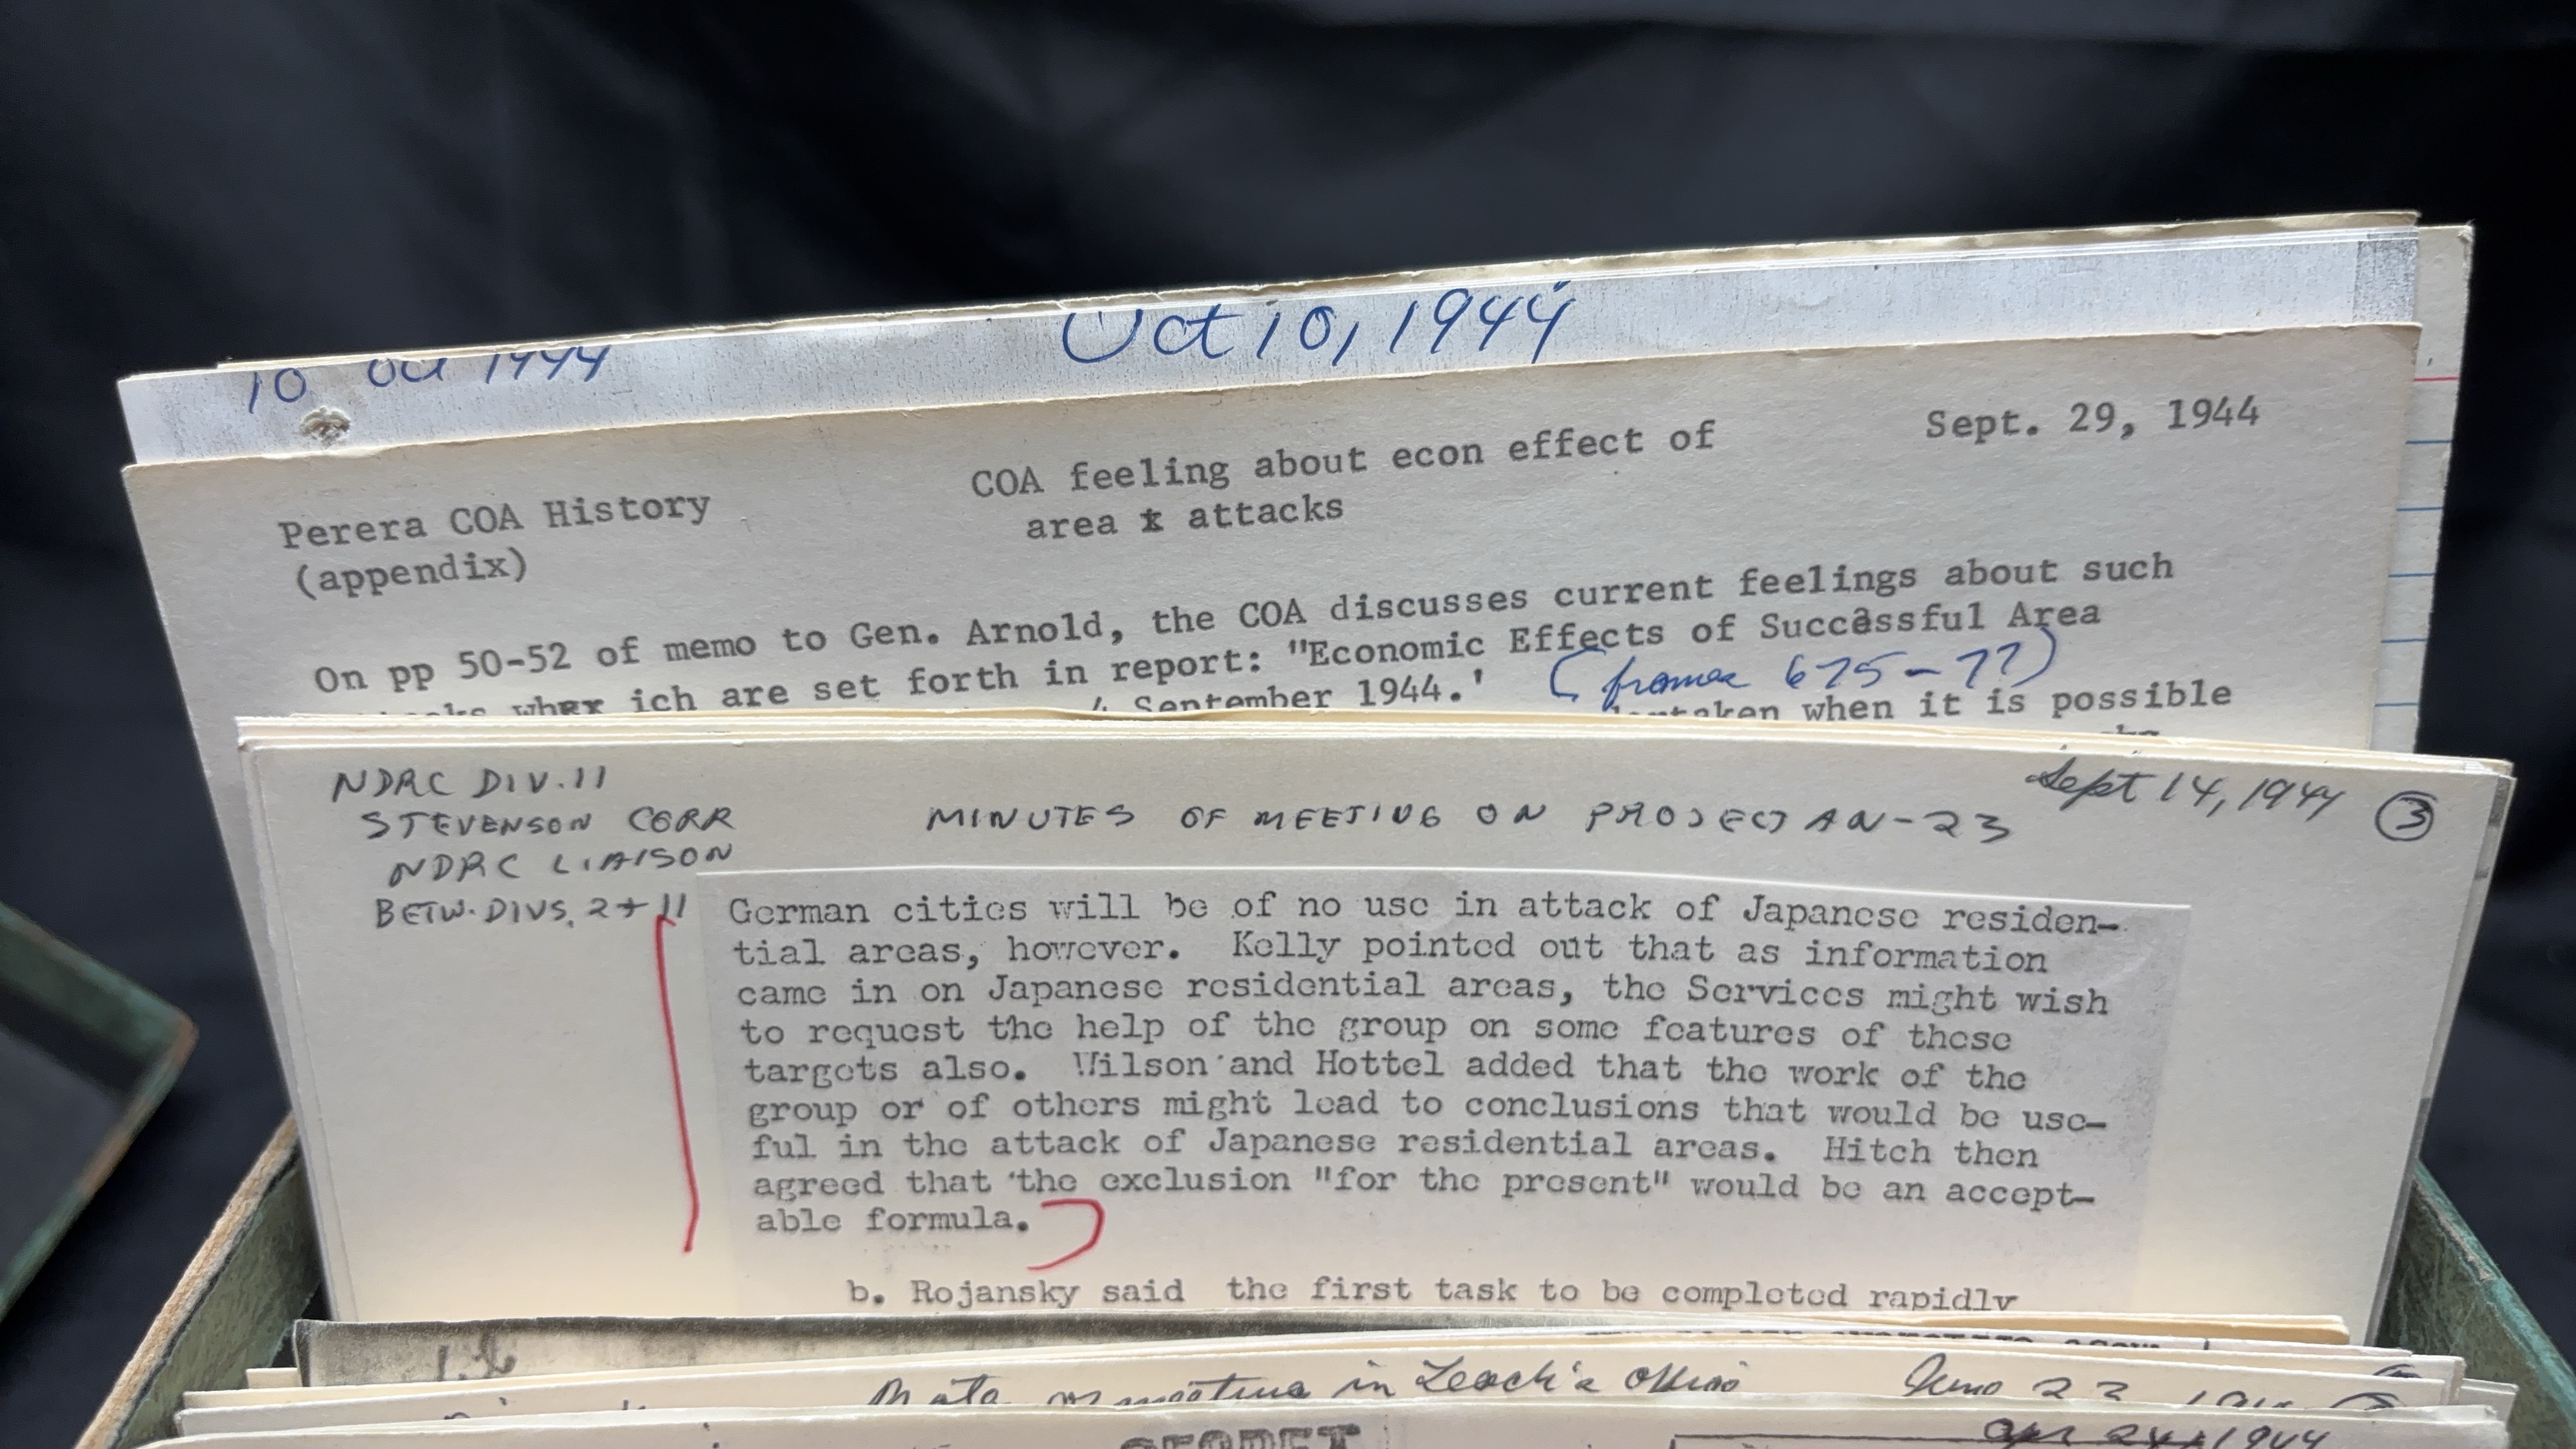 Oct 10, 1944
10 Oct 1944
Sept. 29, 1944
COA feeling about econ effect of
area x attacks
Perera COA History
(appendix)
On pp 50-52 of memo to Gen. Arnold, the COA discusses current feelings about such
ich are set forth in report: "Economic Effects of Successful Area
4 September 1944.'
(frames 675-77)
when it is possible
Sept 14, 1944 3
NDRC DIV. 11
STEVENSON CORR
NDRC LIAISON
BETW. DIVS. 2 + 11
MINUTES OF MEETING ON PROJECT AN-23
German cities will be of no use in attack of Japanese residen-
tial areas, however. Kelly pointed out that as information
came in on Japanese residential areas, the Services might wish
to request the help of the group on some features of these
targets also. Wilson and Hottel added that the work of the
group or of others might lead to conclusions that would be use-
ful in the attack of Japanese residential areas. Hitch then
agreed that the exclusion "for the present" would be an accept-
able formula.
b. Rojansky said the first task to be completed rapidly
meeting in Leach's office
SECRET
1944